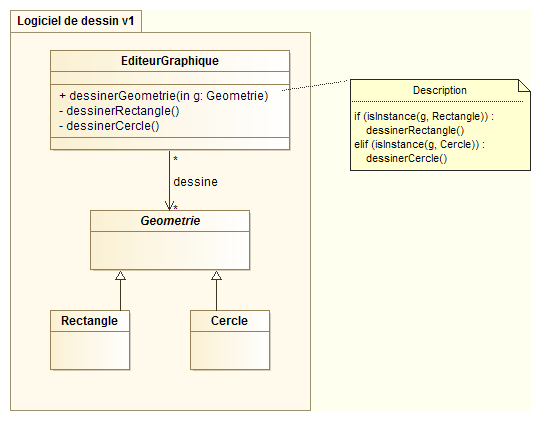 Logiciel de dessin v1
EditeurGraphique
+ dessinerGeometrie(in g: Geometrie)
- dessinerRectangle()
- dessinerCercle()
Description
if (isInstance(g, Rectangle)) :
dessinerRectangle()
elif (isInstance(g, Cercle)) :
dessinerCercle()
*
dessine
*
Geometrie
Rectangle
Cercle